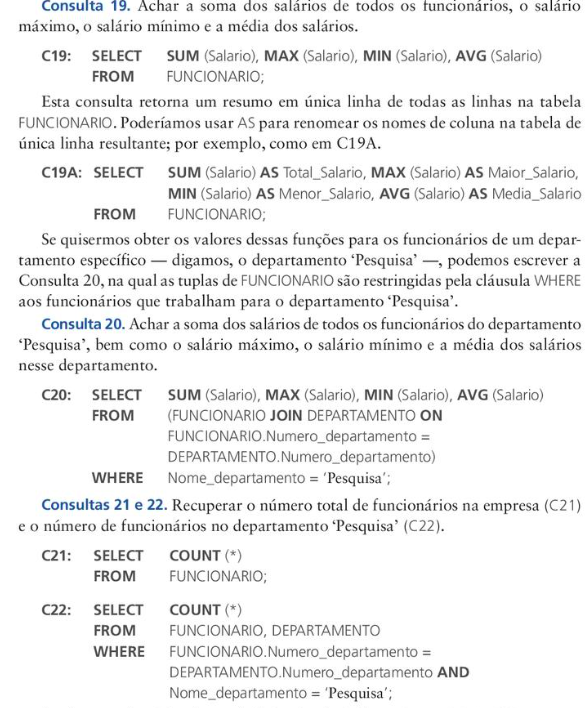 Consulta 19. Achar a soma dos salários de todos os funcionários, o salário
máximo, o salário mínimo e a média dos salários.
C19: SELECT SUM (Salario), MAX (Salario), MIN (Salario), AVG (Salario)
FROM FUNCIONARIO;
Esta consulta retorna um resumo em única linha de todas as linhas na tabela
FUNCIONARIO. Poderíamos usar AS para renomear os nomes de coluna na tabela de
única linha resultante; por exemplo, como em C19A.
C19A: SELECT SUM (Salario) AS Total_Salario, MAX (Salario) AS Maior_Salario,
MIN (Salario) AS Menor_Salario, AVG (Salario) AS Media_Salario
FROM FUNCIONARIO;
Se quisermos obter os valores dessas funções para os funcionários de um depar-
tamento específico — digamos, o departamento ‘Pesquisa’ —, podemos escrever a
Consulta 20, na qual as tuplas de FUNCIONARIO são restringidas pela cláusula WHERE
aos funcionários que trabalham para o departamento ‘Pesquisa’.
Consulta 20. Achar a soma dos salários de todos os funcionários do departamento
‘Pesquisa’, bem como o salário máximo, o salário mínimo e a média dos salários
nesse departamento.
C20: SELECT SUM (Salario), MAX (Salario), MIN (Salario), AVG (Salario)
FROM (FUNCIONARIO JOIN DEPARTAMENTO ON
FUNCIONARIO.Numero_departamento =
DEPARTAMENTO.Numero_departamento)
WHERE Nome_departamento = ‘Pesquisa’;
Consultas 21 e 22. Recuperar o número total de funcionários na empresa (C21)
e o número de funcionários no departamento ‘Pesquisa’ (C22).
C21: SELECT COUNT (*)
FROM FUNCIONARIO;
C22: SELECT COUNT (*)
FROM FUNCIONARIO, DEPARTAMENTO
WHERE FUNCIONARIO.Numero_departamento =
DEPARTAMENTO.Numero_departamento AND
Nome_departamento = ‘Pesquisa’;